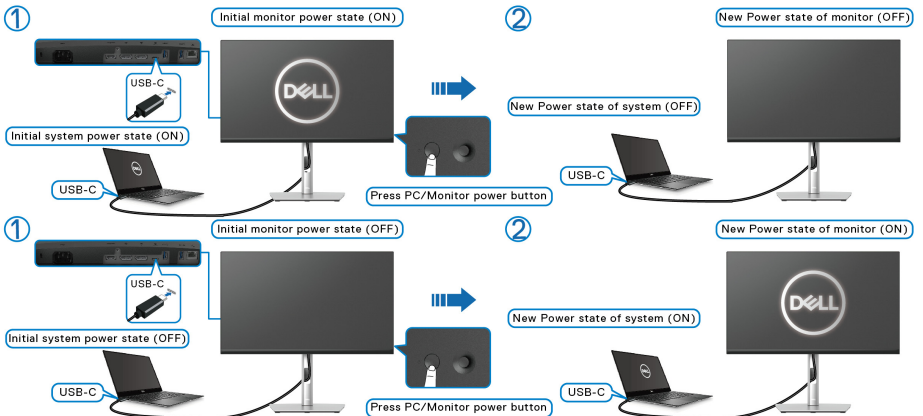 1
Initial monitor power state (ON)
2
New Power state of monitor (OFF)
USB-C
DELL
New Power state of system (OFF)
Initial system power state (ON)
DELL
USB-C
USB-C
Press PC/Monitor power button
1
Initial monitor power state (OFF)
2
New Power state of monitor (ON)
USB-C
DELL
New Power state of system (ON)
Initial system power state (OFF)
DELL
USB-C
USB-C
Press PC/Monitor power button